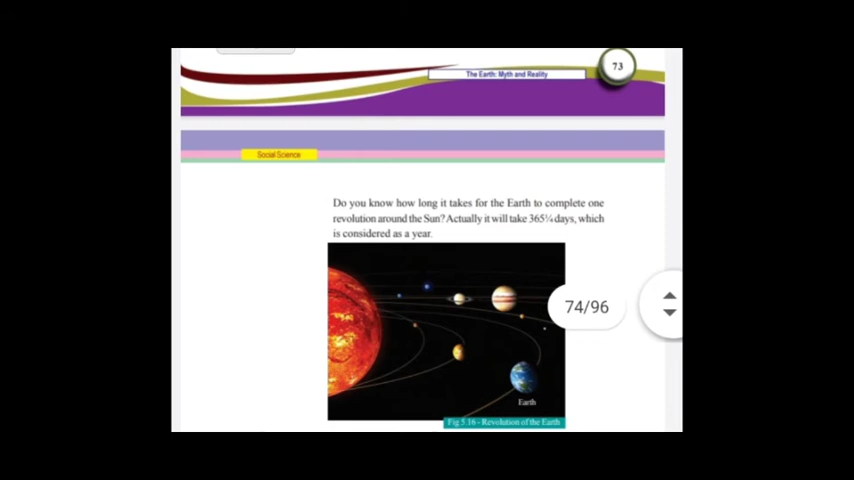 The Earth: Myth and Reality
73
Social Science
Do you know how long it takes for the Earth to complete one
revolution around the Sun? Actually it will take 365¼ days, which
is considered as a year.
74/96
Earth
Fig 5.16 - Revolution of the Earth